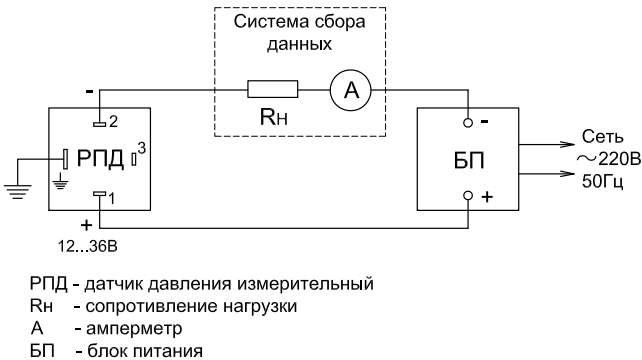 Система сбора
данных
-
Rн
A
2
РПД
3
1
+
12...36В
-
БП
+
Сеть
~220В
50Гц
РПД - датчик давления измерительный
Rн - сопротивление нагрузки
А - амперметр
БП - блок питания